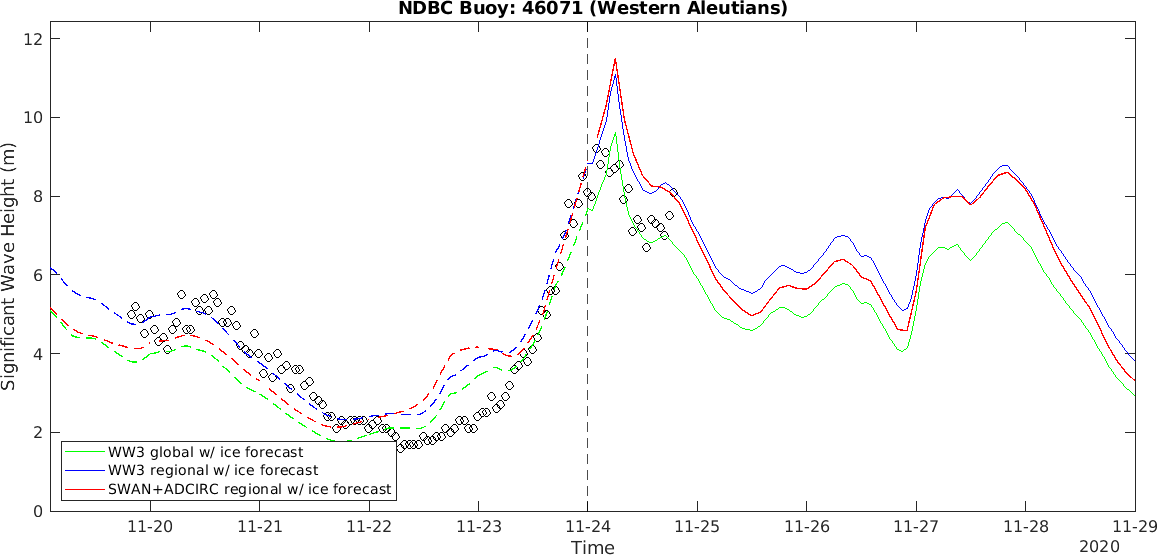 NDBC Buoy: 46071 (Western Aleutians)
Significant Wave Height (m)
12
10
8
6
4
2
0
WW3 global w/ ice forecast
WW3 regional w/ ice forecast
SWAN+ADCIRC regional w/ ice forecast
11-20 11-21 11-22 11-23 11-24 11-25 11-26 11-27 11-28 11-29
Time
2020